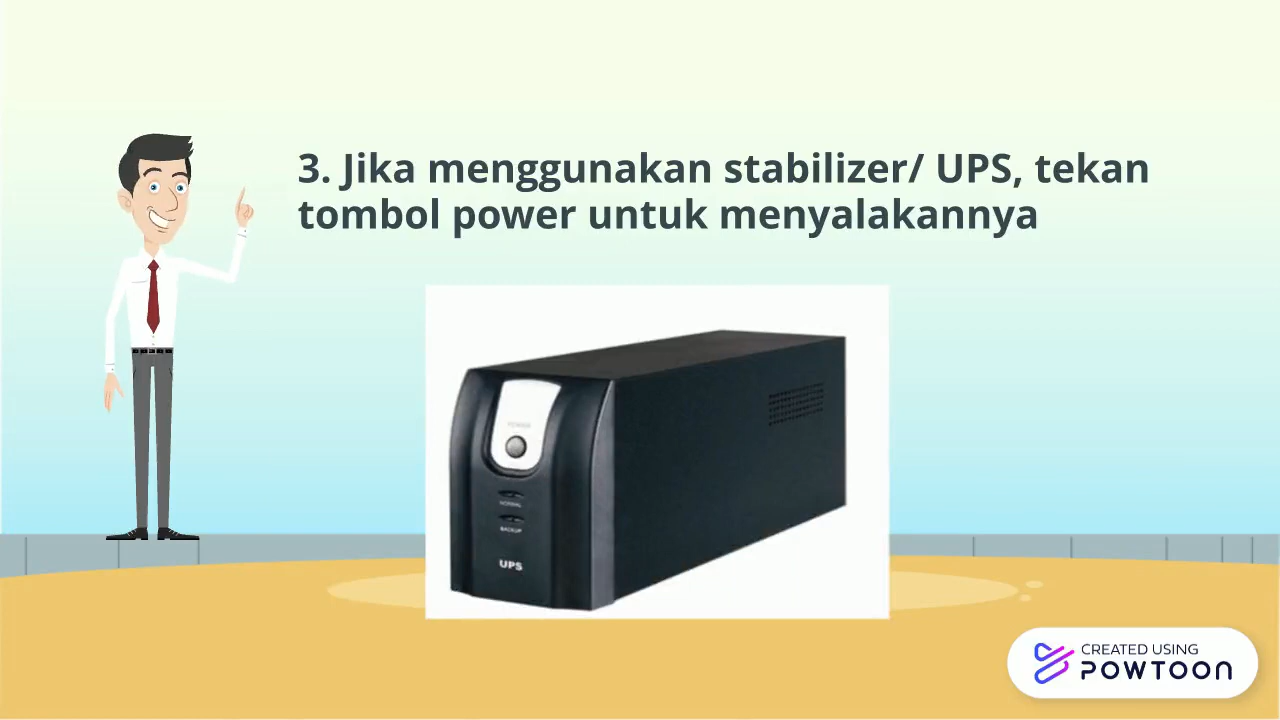 3. Jika menggunakan stabilizer/ UPS, tekan
tombol power untuk menyalakannya
POWER
NORMAL
BACKUP
UPS
CREATED USING
POWTOON